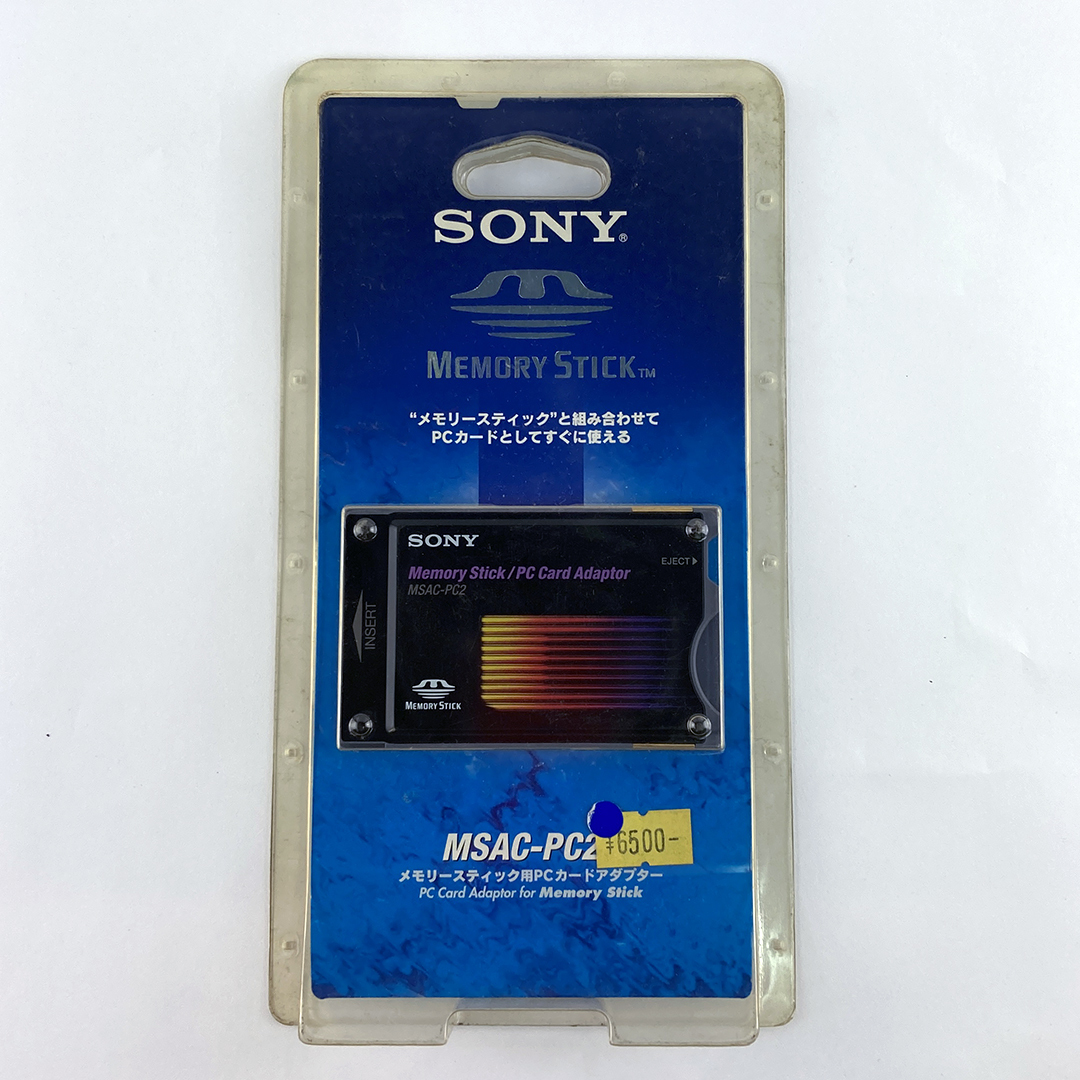 SONY®
MEMORY STICK™
“メモリースティック”と組み合わせて
PCカードとしてすぐに使える
SONY
EJECT
Memory Stick/PC Card Adaptor
MSAC-PC2
INSERT
MEMORY STICK
MSAC-PC2
¥6500-
メモリースティック用PCカードアダプター
PC Card Adaptor for Memory Stick